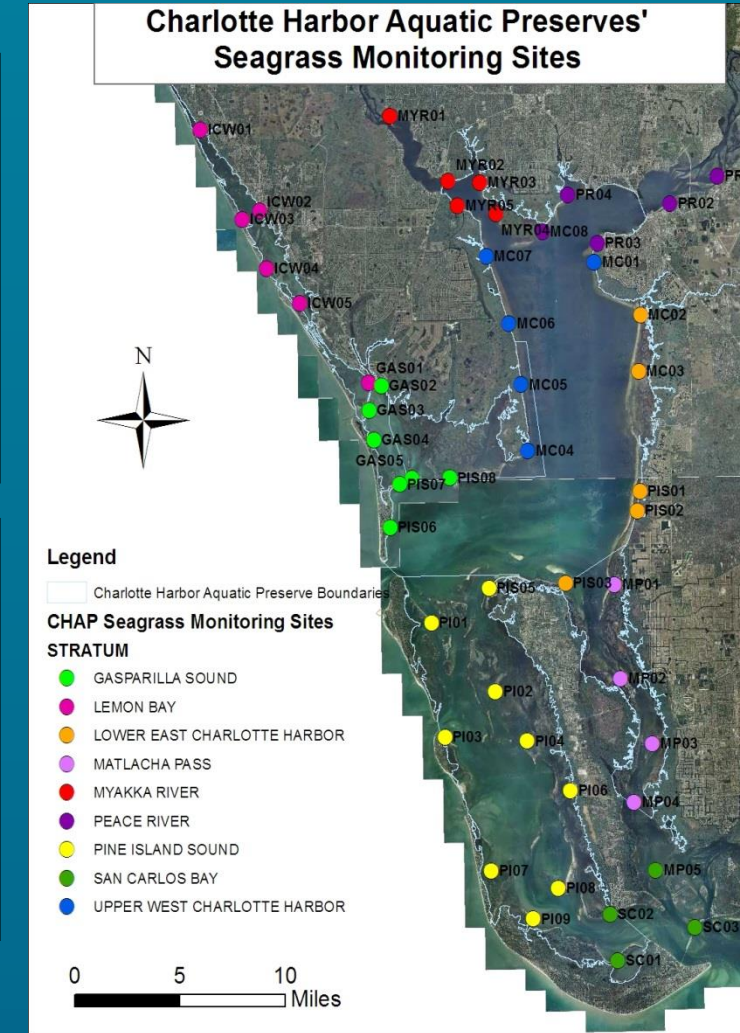 Charlotte Harbor Aquatic Preserves'
Seagrass Monitoring Sites
ICW01
MYR01
MYR02
MYR03
PR04
PR
PR02
ICW02
ICW03
MYR05
MYR04
MC08
PR03
MC07
MC01
ICW04
ICW05
MC02
MC06
N
GAS01
GAS02
MC03
MC05
GAS03
GAS04
GAS05
MC04
PIS07
PIS08
PIS01
PIS02
PIS06
Legend
Charlotte Harbor Aquatic Preserve Boundaries
CHAP Seagrass Monitoring Sites
STRATUM
GASPARILLA SOUND
LEMON BAY
LOWER EAST CHARLOTTE HARBOR
MATLACHA PASS
MYAKKA RIVER
PEACE RIVER
PINE ISLAND SOUND
SAN CARLOS BAY
UPPER WEST CHARLOTTE HARBOR
0 5 10
Miles
PIS05
PIS03
MP01
PI01
MP02
PI02
PI03
PI04
MP03
PI06
MP04
PI07
MP05
PI08
PI09
SC02
SC03
SC01